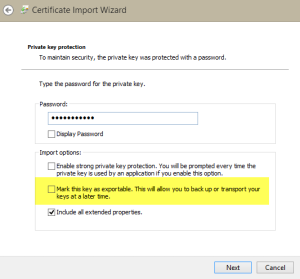 Certificate Import Wizard
Private key protection
To maintain security, the private key was protected with a password.
Type the password for the private key.
Password:
●●●●●●●●●●●
Display Password
Import options:
Enable strong private key protection. You will be prompted every time the
private key is used by an application if you enable this option.
Mark this key as exportable. This will allow you to back up or transport your
keys at a later time.
Include all extended properties.
Next Cancel